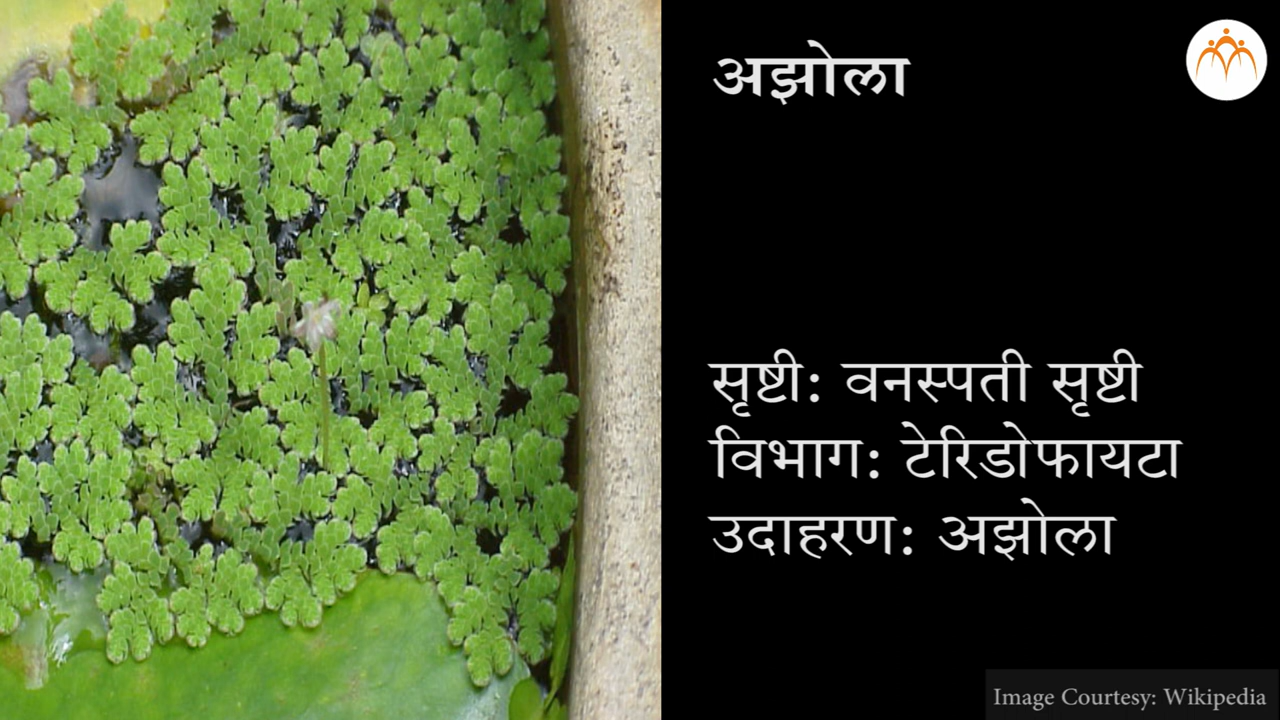 अझोला
सृष्टी: वनस्पती सृष्टी
विभाग: टेरिडोफायटा
उदाहरण: अझोला
Image Courtesy: Wikipedia